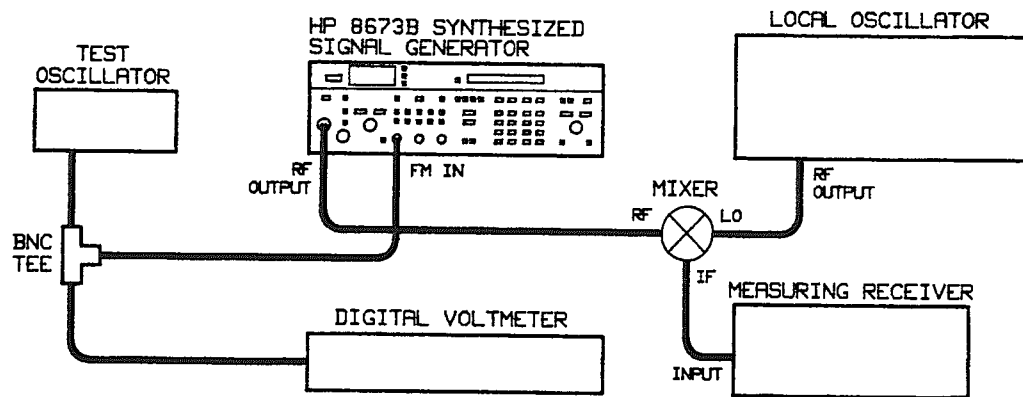 HP 8673B SYNTHESIZED
SIGNAL GENERATOR
LOCAL OSCILLATOR
TEST
OSCILLATOR
RF
OUTPUT
FM IN
RF
OUTPUT
MIXER
RF
LO
BNC
TEE
IF
MEASURING RECEIVER
DIGITAL VOLTMETER
INPUT